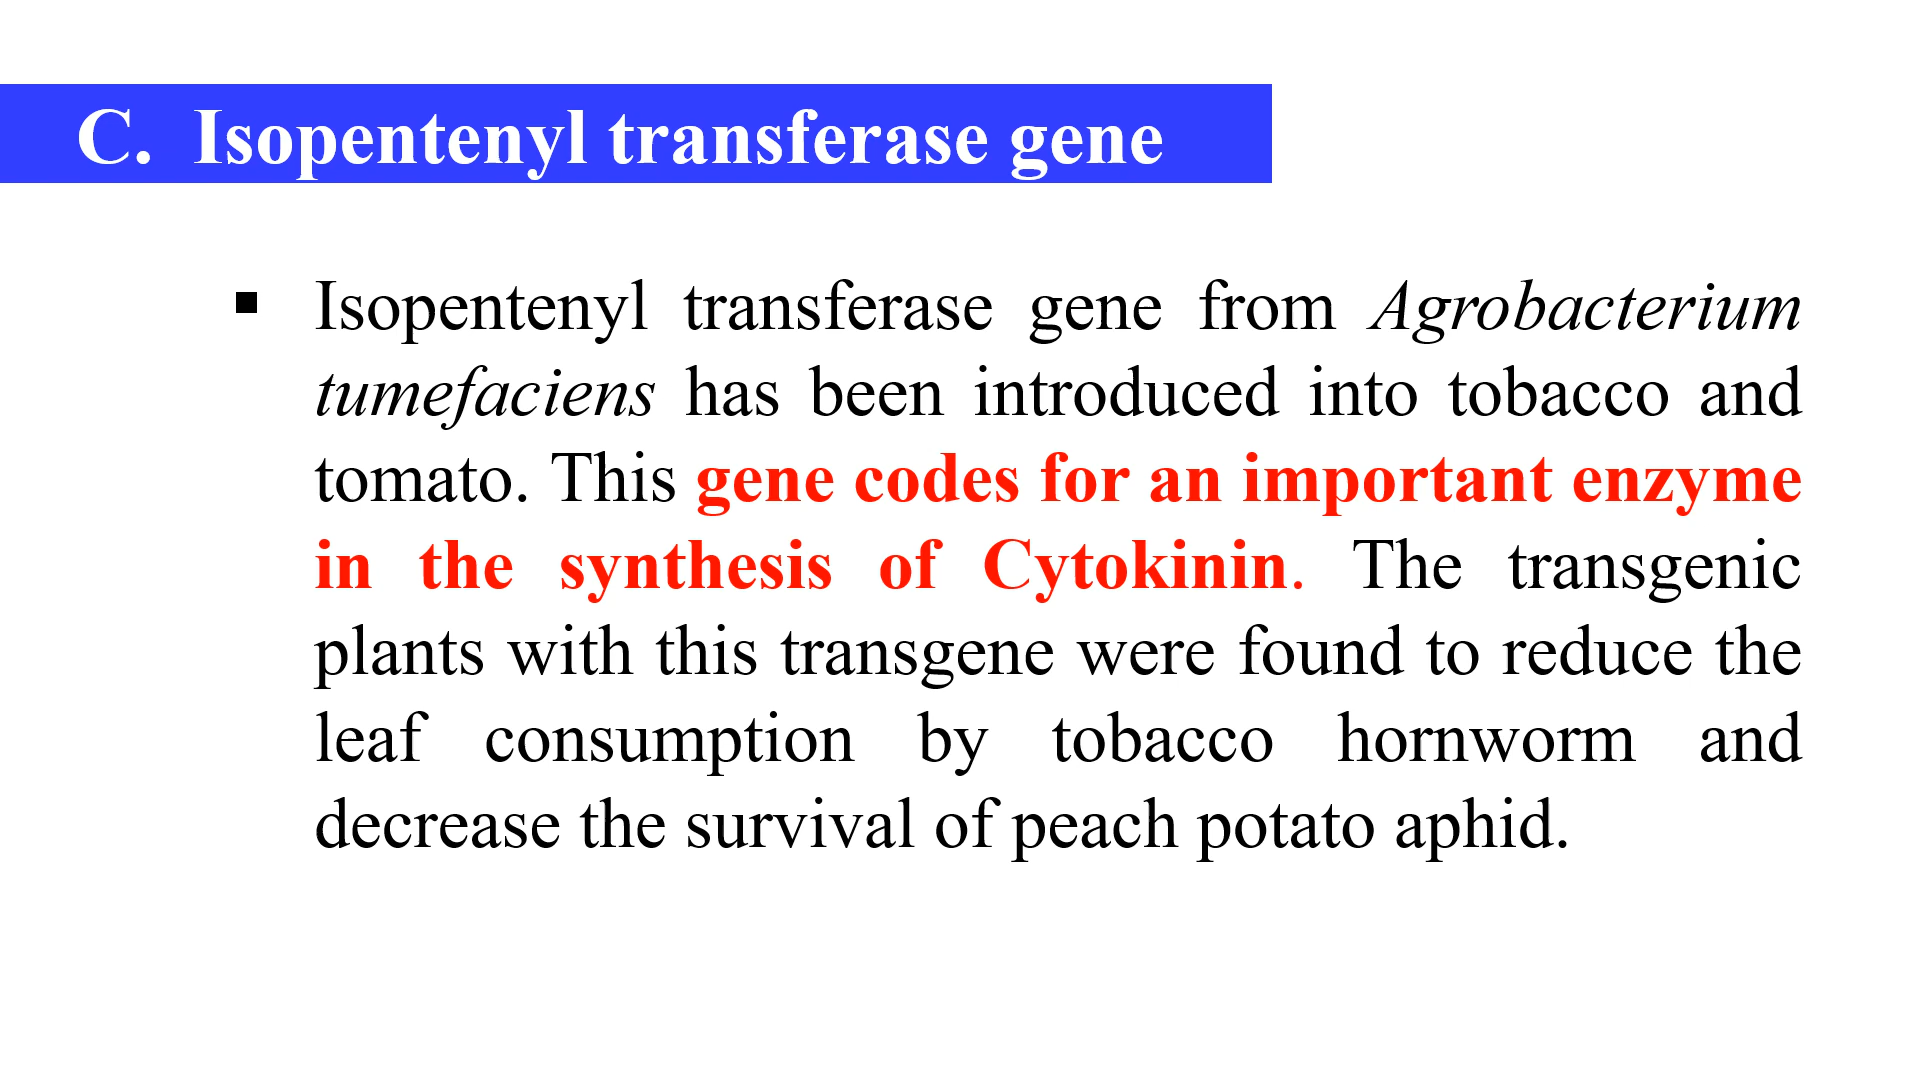 C. Isopentenyl transferase gene
▪ Isopentenyl transferase gene from Agrobacterium
tumefaciens has been introduced into tobacco and
tomato. This gene codes for an important enzyme
in the synthesis of Cytokinin. The transgenic
plants with this transgene were found to reduce the
leaf consumption by tobacco hornworm and
decrease the survival of peach potato aphid.